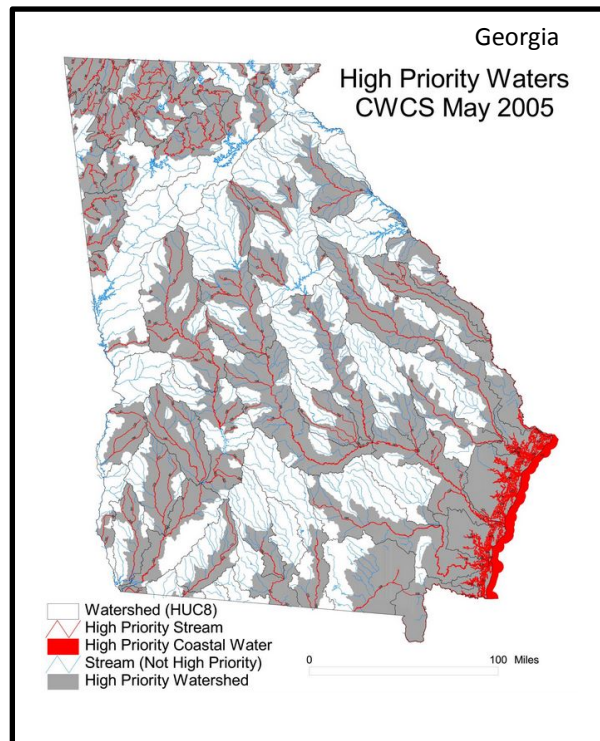 Georgia
High Priority Waters
CWCS May 2005
Watershed (HUC8)
High Priority Stream
High Priority Coastal Water
Stream (Not High Priority)
High Priority Watershed
0 100 Miles